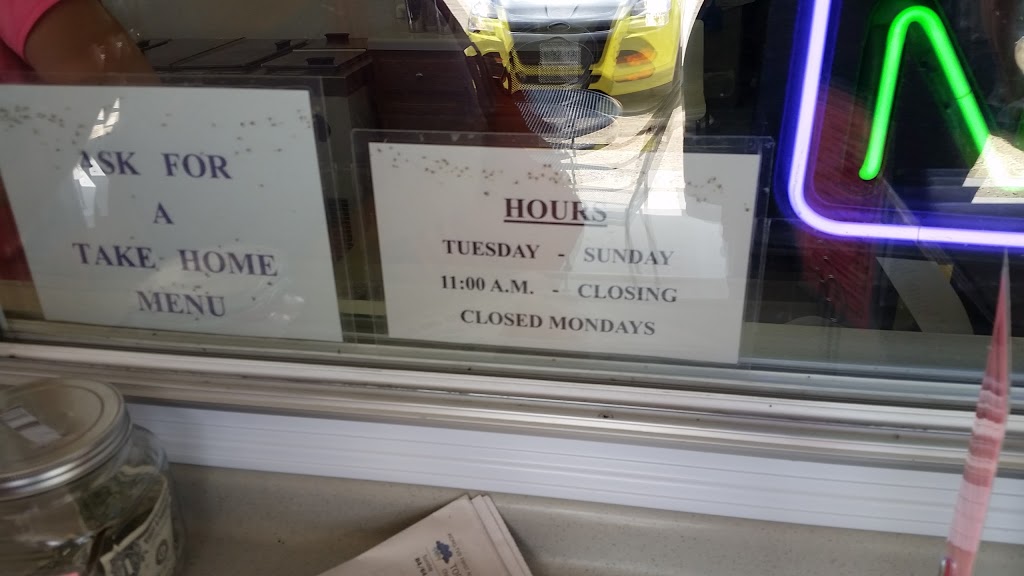 ASK FOR
A
TAKE HOME
MENU
HOURS
TUESDAY - SUNDAY
11:00 A.M. - CLOSING
CLOSED MONDAYS